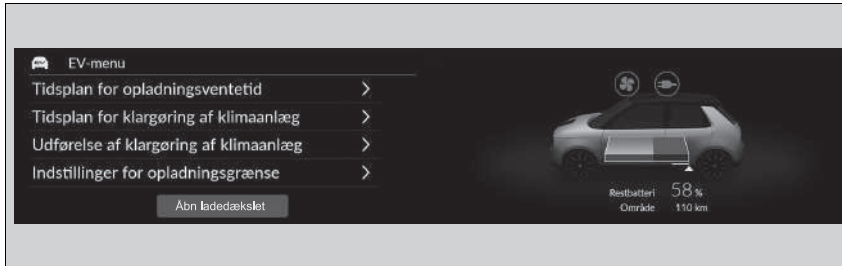 EV-menu
Tidsplan for opladningsventetid
Tidsplan for klargøring af klimaanlæg
Udførelse af klargøring af klimaanlæg
Indstillinger for opladningsgrænse
Åbn ladedækslet
Restbatteri 58 %
Område 110 km